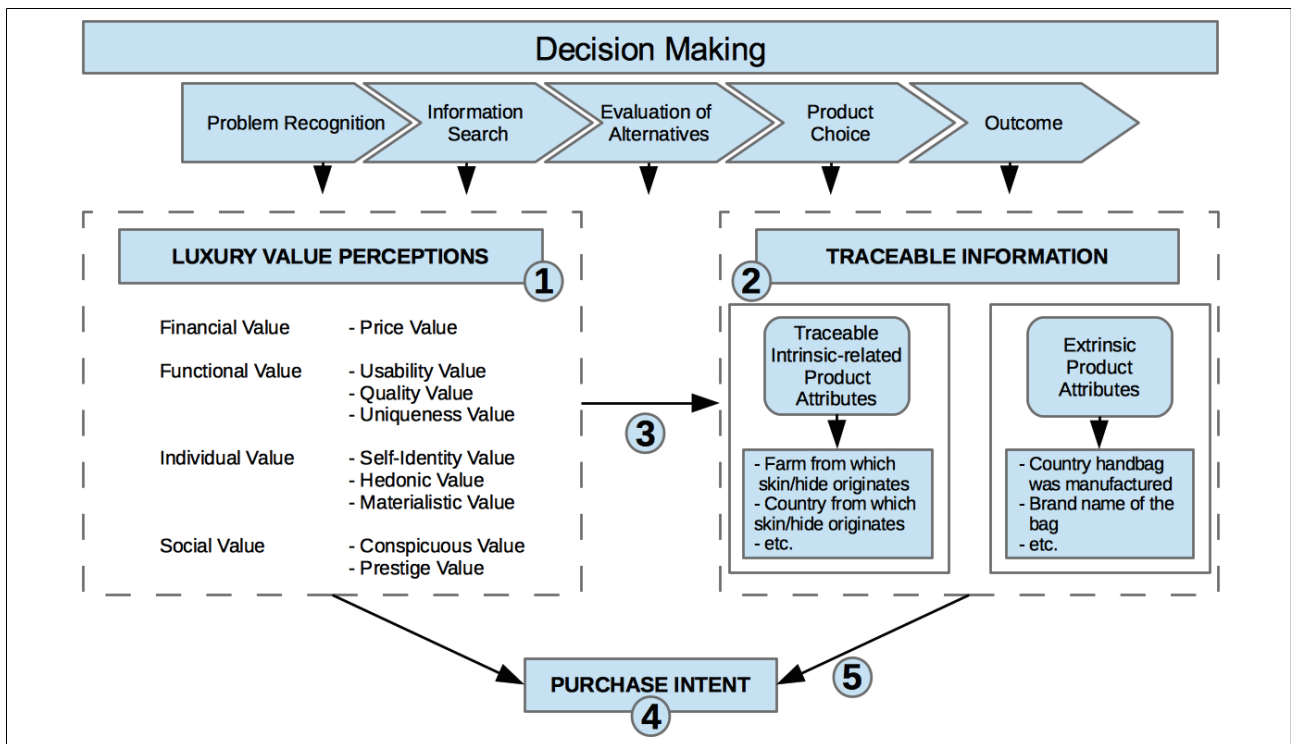 Decision Making
Problem Recognition
Information
Search
Evaluation of
Alternatives
Product
Choice
Outcome
LUXURY VALUE PERCEPTIONS
1
Financial Value - Price Value
Functional Value - Usability Value
- Quality Value
- Uniqueness Value
Individual Value - Self-Identity Value
- Hedonic Value
- Materialistic Value
Social Value - Conspicuous Value
- Prestige Value
3
TRACEABLE INFORMATION
2
Traceable
Intrinsic-related
Product
Attributes
- Farm from which
skin/hide originates
- Country from which
skin/hide originates
- etc.
Extrinsic
Product
Attributes
- Country handbag
was manufactured
- Brand name of the
bag
- etc.
PURCHASE INTENT
4
5